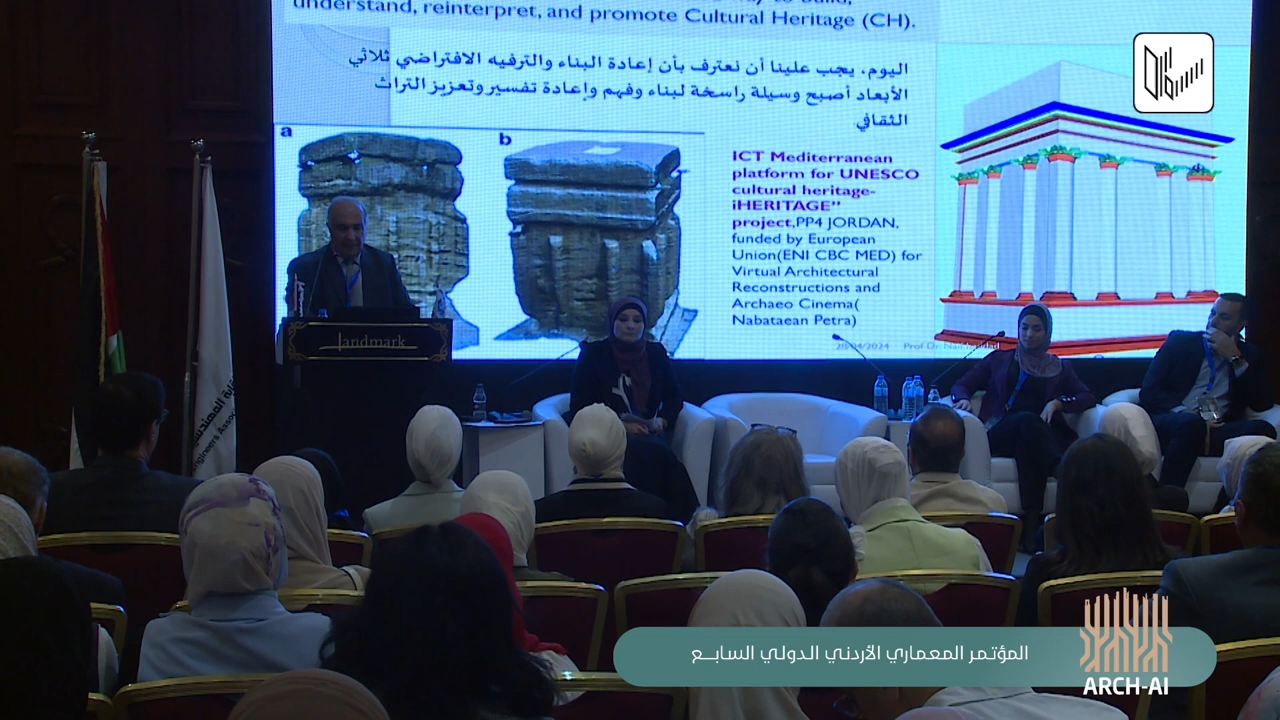 understand, reinterpret, and promote Cultural Heritage (CH).
اليوم، يجب علينا أن نعترف بأن إعادة البناء والترفيه الافتراضي ثلاثي
الأبعاد أصبح وسيلة راسخة لبناء وفهم وإعادة تفسير وتعزيز التراث
الثقافي
a
b
ICT Mediterranean
platform for UNESCO
cultural heritage-
iHERITAGE”
project,PP4 JORDAN,
funded by European
Union(ENI CBC MED) for
Virtual Architectural
Reconstructions and
Archaeo Cinema(
Nabataean Petra)
Prof Dr.
landmark
المؤتمر المعماري الأردني الدولي السابـع
ARCH-AI